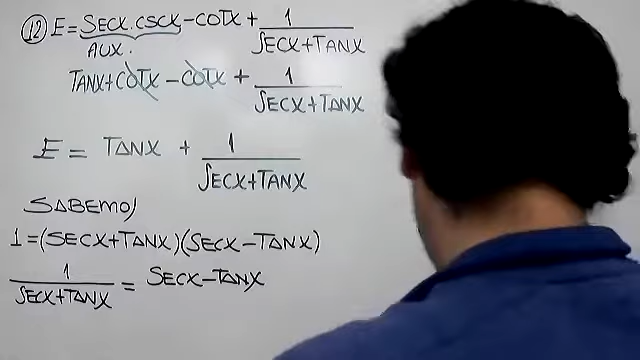 12 E = SECX.CSCX - COTX + 1/(SECX+TANX)
AUX.
TANX + COTX - COTX + 1/(SECX+TANX)
E = TANX + 1/(SECX+TANX)
SABEMOS
1 = (SECX+TANX)(SECX-TANX)
1/(SECX+TANX) = SECX-TANX